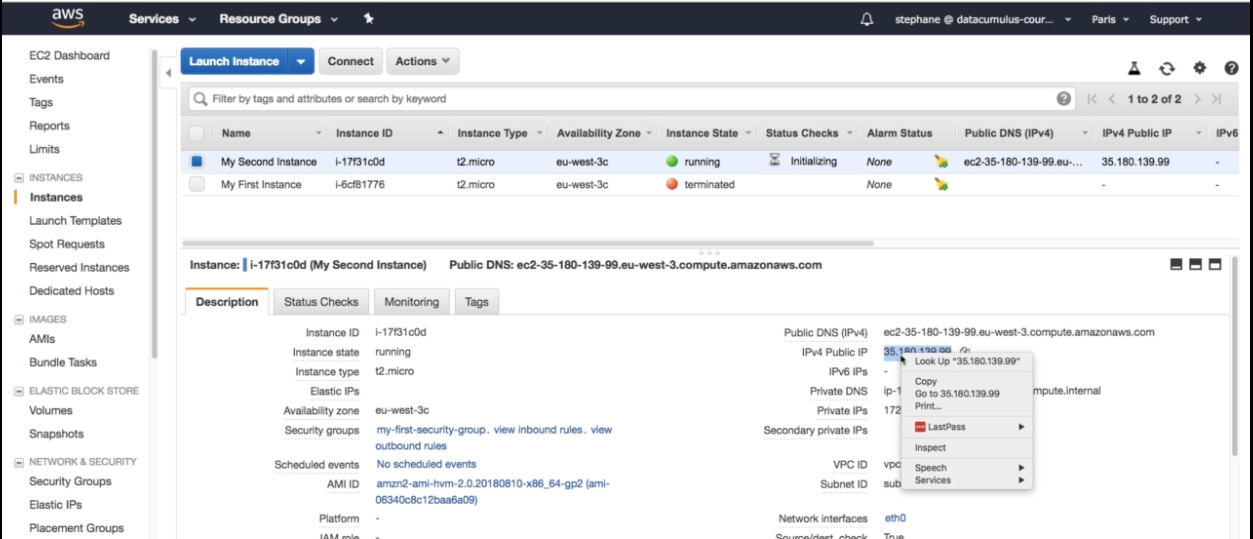 aws Services Resource Groups stephane @ datacumulus-cour... Paris Support
EC2 Dashboard
Events
Tags
Reports
Limits
INSTANCES
Instances
Launch Templates
Spot Requests
Reserved Instances
Dedicated Hosts
IMAGES
AMIs
Bundle Tasks
ELASTIC BLOCK STORE
Volumes
Snapshots
NETWORK & SECURITY
Security Groups
Elastic IPs
Placement Groups
Launch Instance Connect Actions
Filter by tags and attributes or search by keyword 1 to 2 of 2
Name Instance ID Instance Type Availability Zone Instance State Status Checks Alarm Status Public DNS (IPv4) IPv4 Public IP IPv6
My Second Instance i-17f31c0d t2.micro eu-west-3c running Initializing None ec2-35-180-139-99.eu-... 35.180.139.99 -
My First Instance i-6cf81776 t2.micro eu-west-3c terminated None - -
Instance: i-17f31c0d (My Second Instance) Public DNS: ec2-35-180-139-99.eu-west-3.compute.amazonaws.com
Description Status Checks Monitoring Tags
Instance ID i-17f31c0d
Instance state running
Instance type t2.micro
Elastic IPs
Availability zone eu-west-3c
Security groups my-first-security-group. view inbound rules. view
outbound rules
Scheduled events No scheduled events
AMI ID amzn2-ami-hvm-2.0.20180810-x86_64-gp2 (ami-
06340c8c12baa6a09)
Platform -
IAM role -
Public DNS (IPv4) ec2-35-180-139-99.eu-west-3.compute.amazonaws.com
IPv4 Public IP 35.180.139.99
IPv6 IPs -
Private DNS ip-1 mpute.internal
Private IPs 172
Secondary private IPs
VPC ID vpc
Subnet ID sub
Network interfaces eth0
Source/dest. check True
Look Up "35.180.139.99"
Copy
Go to 35.180.139.99
Print...
LastPass
Inspect
Speech
Services